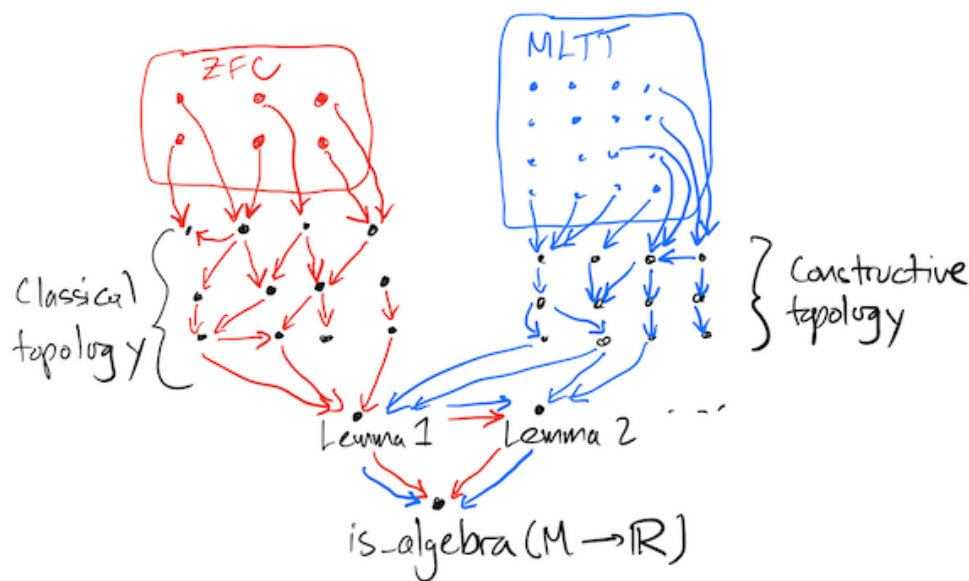 ZFC
MLTT
Classical
topology
Constructive
topology
Lemma 1
Lemma 2
is_algebra (M → ℝ)